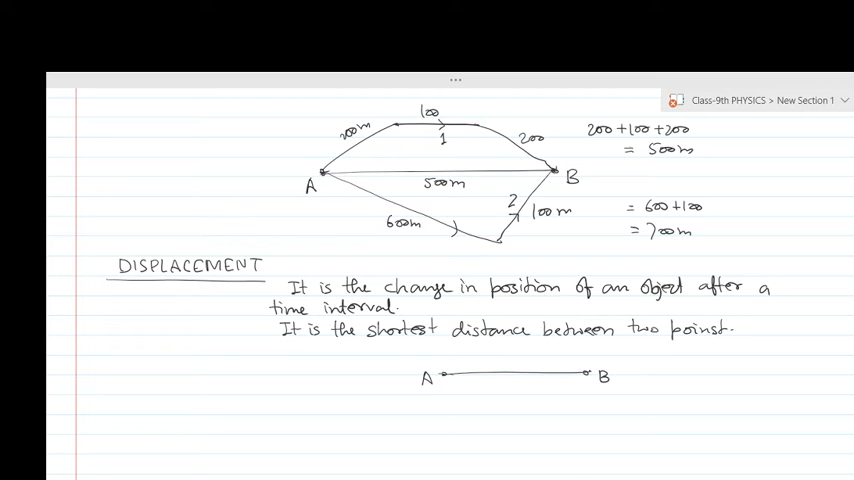 Class-9th PHYSICS > New Section 1
100
200m
1
200
200+100+200
= 500m
A
500m
B
2
100m
600m
= 600+100
= 700m
DISPLACEMENT
It is the change in position of an object after a
time interval.
It is the shortest distance between two poinst.
A
B